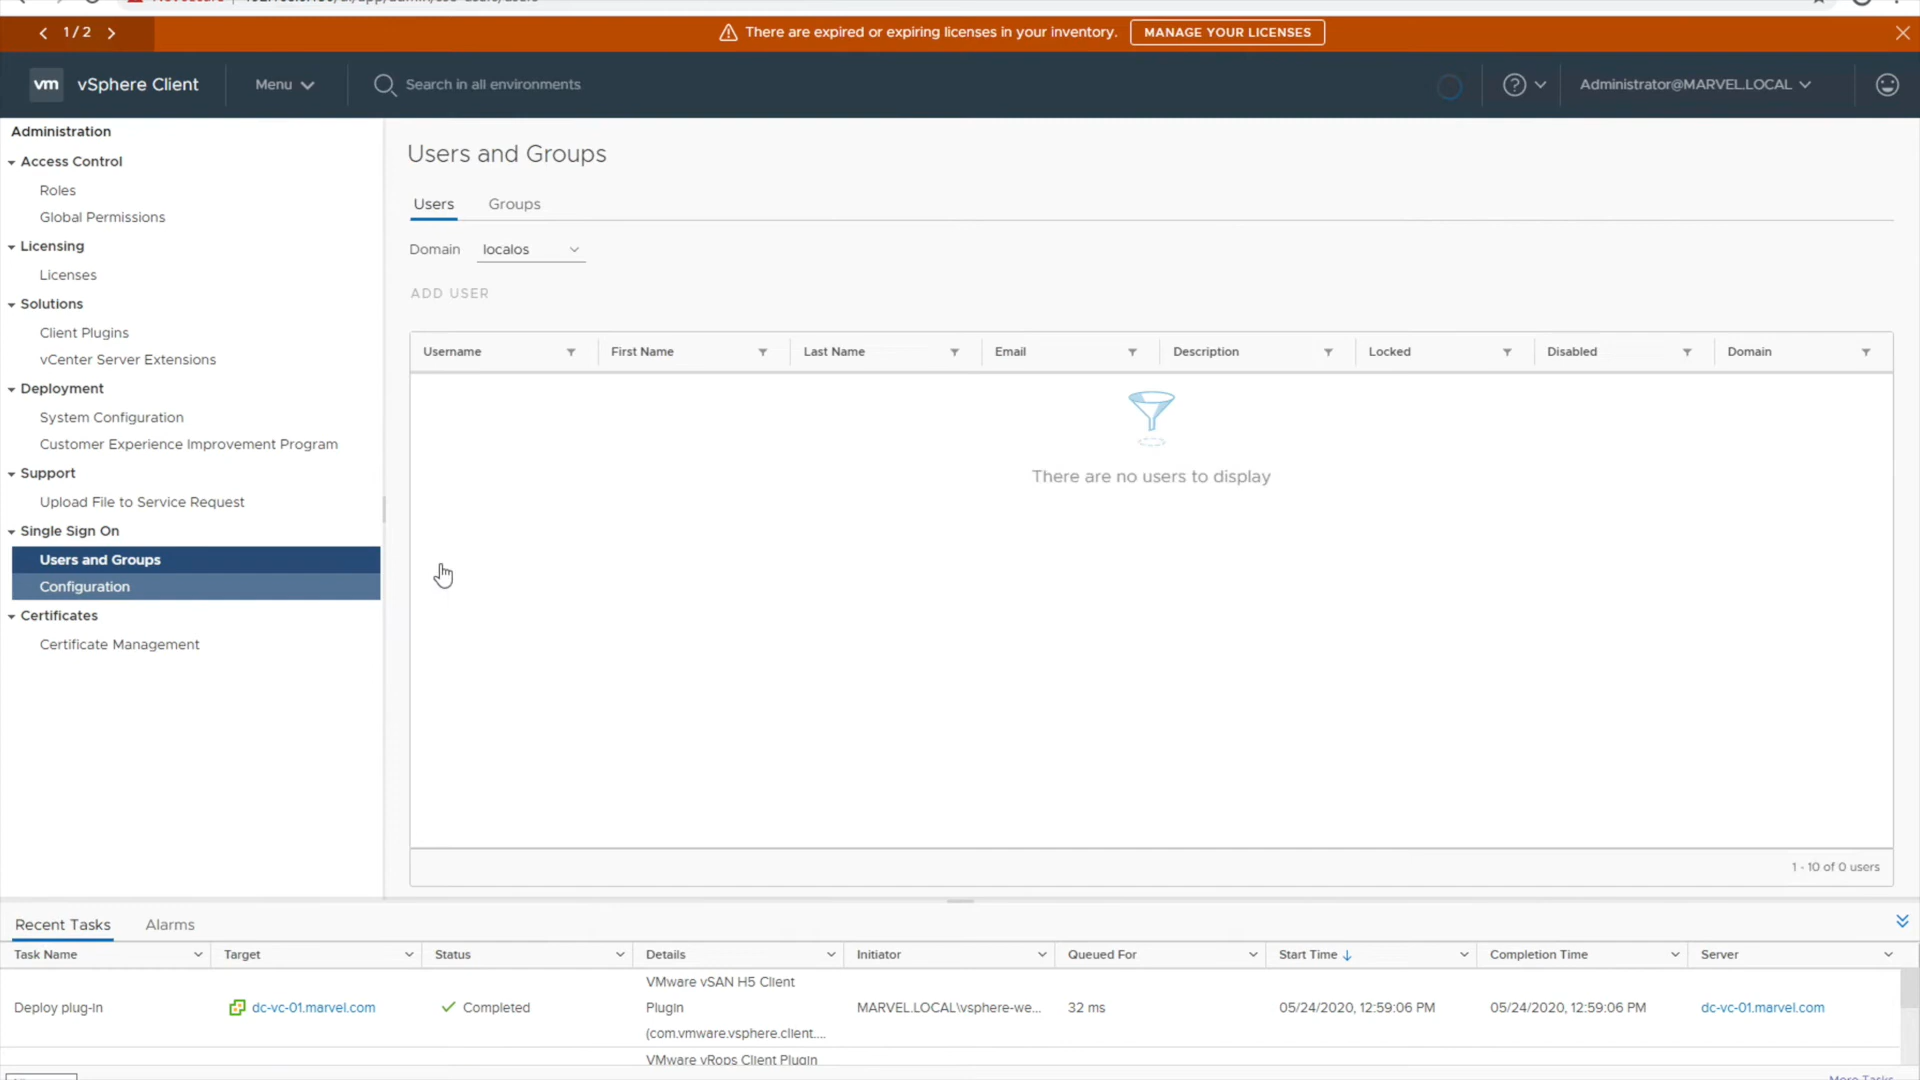 1 / 2
There are expired or expiring licenses in your inventory.
MANAGE YOUR LICENSES
vm vSphere Client
Menu
Search in all environments
Administrator@MARVEL.LOCAL
Administration
Access Control
Roles
Global Permissions
Licensing
Licenses
Solutions
Client Plugins
vCenter Server Extensions
Deployment
System Configuration
Customer Experience Improvement Program
Support
Upload File to Service Request
Single Sign On
Users and Groups
Configuration
Certificates
Certificate Management
Users and Groups
Users Groups
Domain localos
ADD USER
Username First Name Last Name Email Description Locked Disabled Domain
There are no users to display
1 - 10 of 0 users
Recent Tasks Alarms
Task Name Target Status Details Initiator Queued For Start Time Completion Time Server
VMware vSAN H5 Client
Deploy plug-in dc-vc-01.marvel.com Completed Plugin MARVEL.LOCAL\vsphere-we... 32 ms 05/24/2020, 12:59:06 PM 05/24/2020, 12:59:06 PM dc-vc-01.marvel.com
(com.vmware.vsphere.client....
VMware vRops Client Plugin